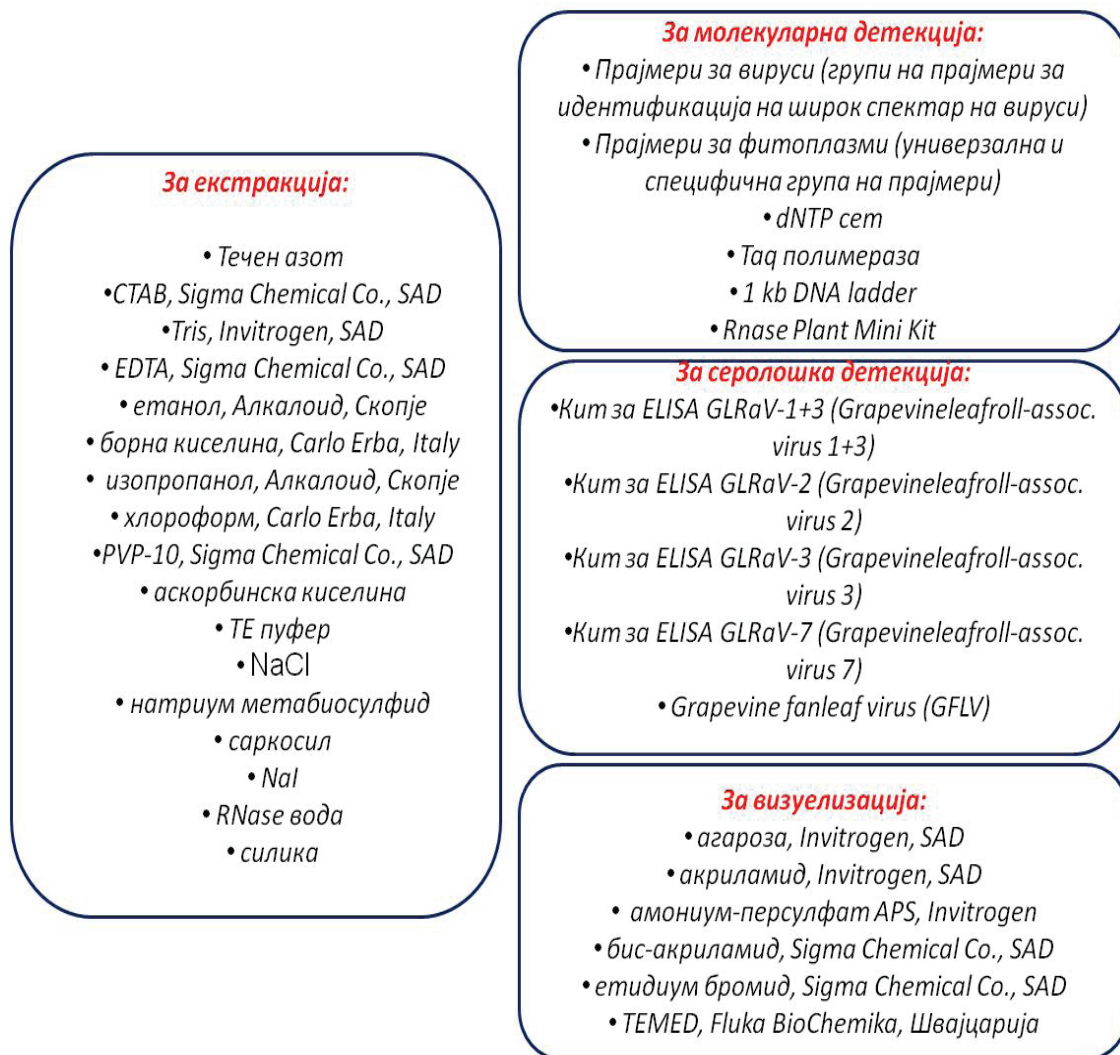 За екстракција:
• Течен азот
•CTAB, Sigma Chemical Co., SAD
•Tris, Invitrogen, SAD
• EDTA, Sigma Chemical Co., SAD
• етанол, Алкалоид, Скопје
• борна киселина, Carlo Erba, Italy
• изопропанол, Алкалоид, Скопје
• хлороформ, Carlo Erba, Italy
•PVP-10, Sigma Chemical Co., SAD
• аскорбинска киселина
• ТЕ пуфер
• NaCl
• натриум метабиосулфид
• саркосил
• NaI
• RNase вода
• силика
За молекуларна детекција:
• Прајмери за вируси (групи на прајмери за
идентификација на широк спектар на вируси)
• Прајмери за фитоплазми (универзална и
специфична група на прајмери)
• dNTP сет
• Taq полимераза
• 1 kb DNA ladder
• Rnase Plant Mini Kit
За серолошка детекција:
•Кит за ELISA GLRaV-1+3 (Grapevineleafroll-assoc.
virus 1+3)
•Кит за ELISA GLRaV-2 (Grapevineleafroll-assoc.
virus 2)
•Кит за ELISA GLRaV-3 (Grapevineleafroll-assoc.
virus 3)
•Кит за ELISA GLRaV-7 (Grapevineleafroll-assoc.
virus 7)
• Grapevine fanleaf virus (GFLV)
За визуелизација:
• агароза, Invitrogen, SAD
• акриламид, Invitrogen, SAD
• амониум-персулфат APS, Invitrogen
• бис-акриламид, Sigma Chemical Co., SAD
• етидиум бромид, Sigma Chemical Co., SAD
• TEMED, Fluka BioChemika, Швајцарија